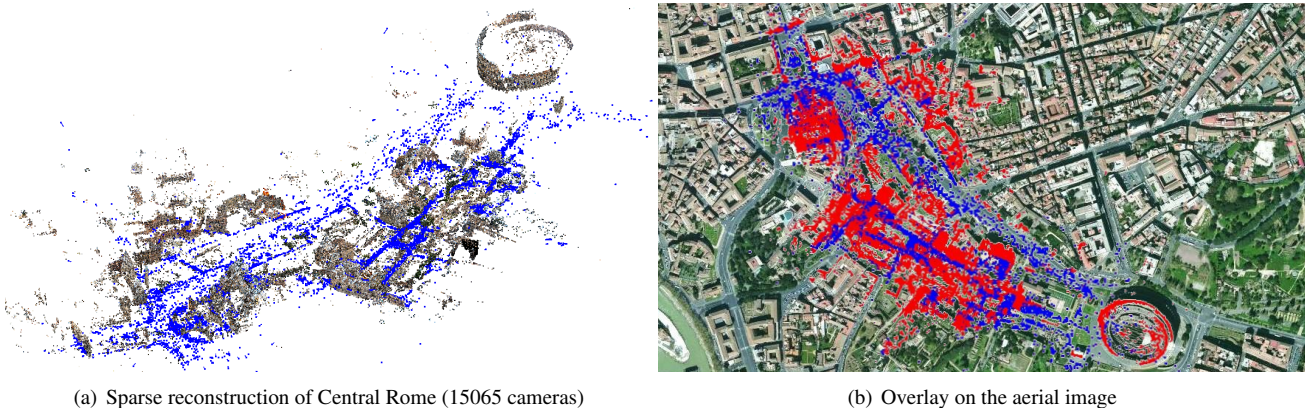 (a) Sparse reconstruction of Central Rome (15065 cameras)
(b) Overlay on the aerial image